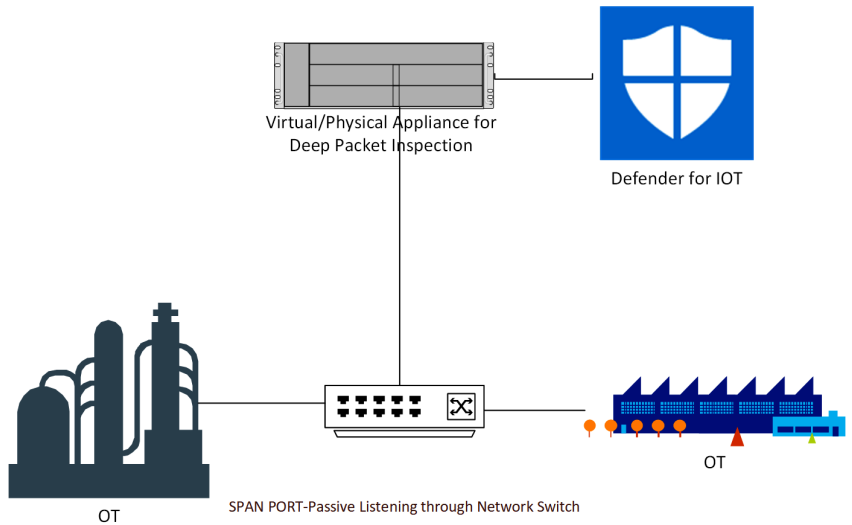 Virtual/Physical Appliance for
Deep Packet Inspection
Defender for IOT
OT
SPAN PORT-Passive Listening through Network Switch
OT